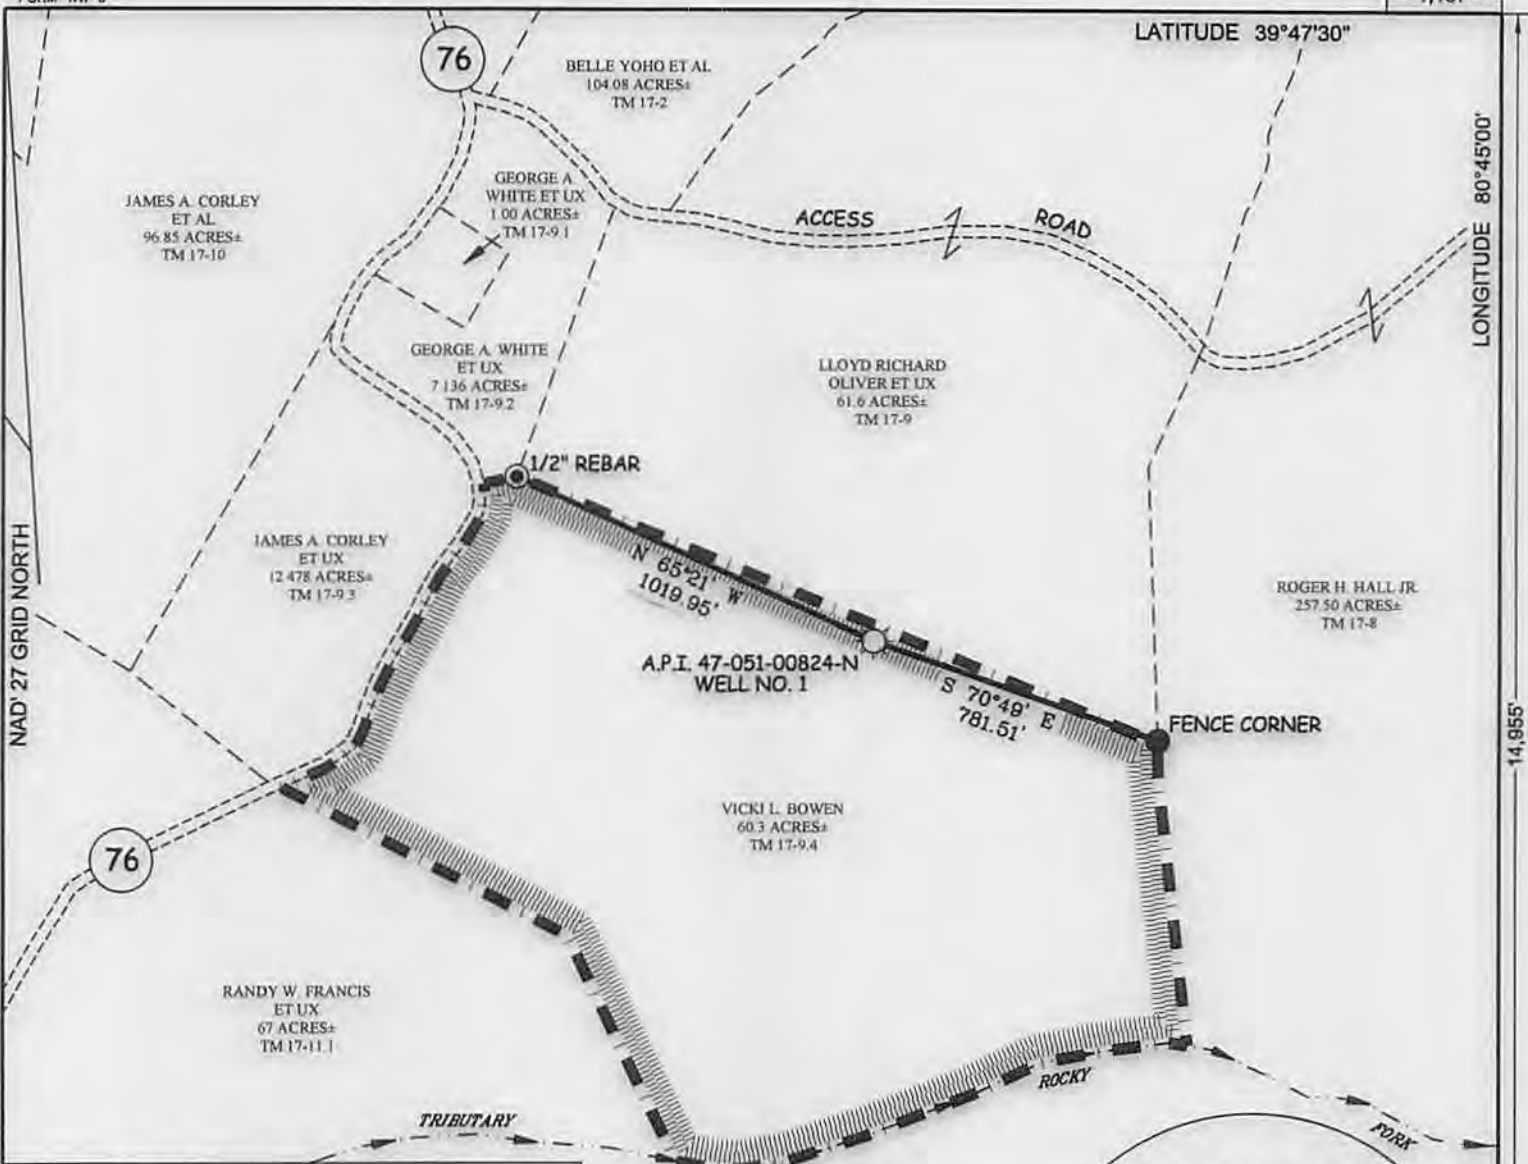 LATITUDE 39°47'30"
76
BELLE YOHO ET AL
104.08 ACRES±
TM 17-2
LONGITUDE 80°45'00'
JAMES A. CORLEY
ET AL
96.85 ACRES±
TM 17-10
GEORGE A.
WHITE ET UX
1.00 ACRES±
TM 17-9.1
ACCESS ROAD
GEORGE A. WHITE
ET UX
7.136 ACRES±
TM 17-9.2
LLOYD RICHARD
OLIVER ET UX
61.6 ACRES±
TM 17-9
1/2" REBAR
NAD' 27 GRID NORTH
JAMES A. CORLEY
ET UX
12.478 ACRES±
TM 17-9.3
N 65°21' W
1019.95'
ROGER H. HALL JR.
257.50 ACRES±
TM 17-8
A.P.I. 47-051-00824-N
WELL NO. 1
S 70°49' E
781.51'
FENCE CORNER
14,955'
VICKI L. BOWEN
60.3 ACRES±
TM 17-9.4
76
RANDY W. FRANCIS
ET UX
67 ACRES±
TM 17-11.1
ROCKY
TRIBUTARY
FORK